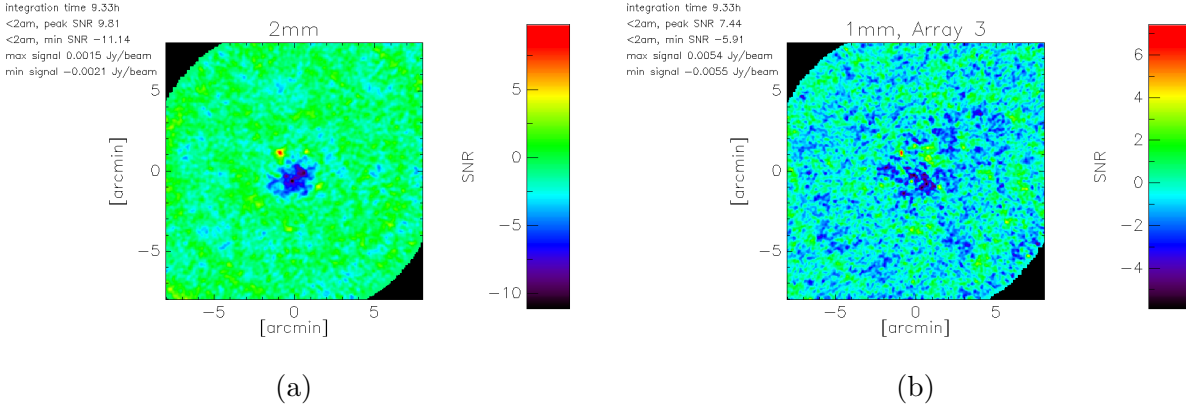 integration time 9.33h
<2am, peak SNR 9.81
<2am, min SNR −11.14
max signal 0.0015 Jy/beam
min signal −0.0021 Jy/beam
2mm
5
0
−5
[arcmin]
−5 0 5
[arcmin]
SNR
5
0
−5
−10
(a)
integration time 9.33h
<2am, peak SNR 7.44
<2am, min SNR −5.91
max signal 0.0054 Jy/beam
min signal −0.0055 Jy/beam
1mm, Array 3
5
0
−5
[arcmin]
−5 0 5
[arcmin]
SNR
6
4
2
0
−2
−4
(b)